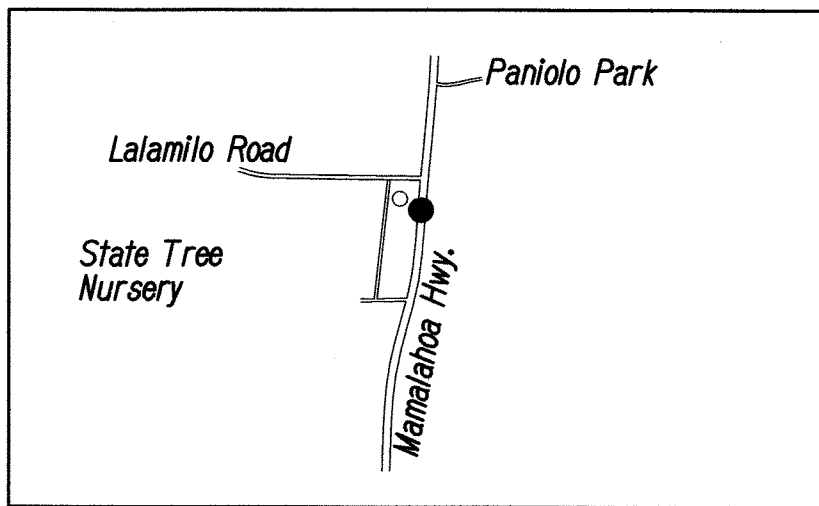 Paniolo Park
Lalamilo Road
State Tree
Nursery
Mamalahoa Hwy.